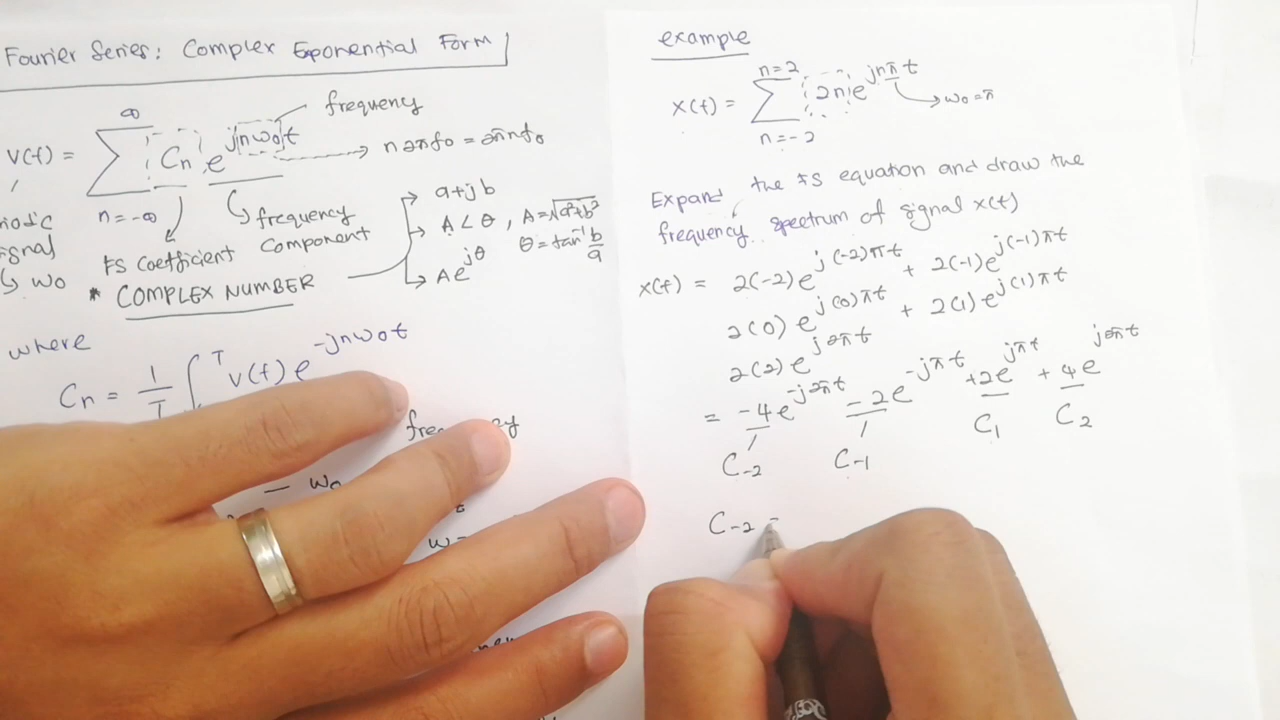 Fourier Series: Complex Exponential Form
frequency
∞
v(t) = Σ Cn e^jnω₀t → n2πf₀ = 2πnf₀
n=-∞
a+jb
frequency
component
A∠θ, A=√a²+b²
θ=tan⁻¹ b/a
Ae^jθ
FS coefficient
* COMPLEX NUMBER
ω₀
where
Cn = 1/T ∫ᵀ v(t) e^-jnω₀t
— ω₀
example
n=2
x(t) = Σ 2n e^jnπt → ω₀=π
n=-2
Expand the FS equation and draw the
frequency spectrum of signal x(t)
x(t) = 2(-2)e^j(-2)πt + 2(-1)e^j(-1)πt
2(0)e^j(0)πt + 2(1)e^j(1)πt
2(2)e^j2πt
= -4e^-j2πt -2e^-jπt +2e^jπt + 4e^j2πt
C-2 C-1 C1 C2
C-2 =